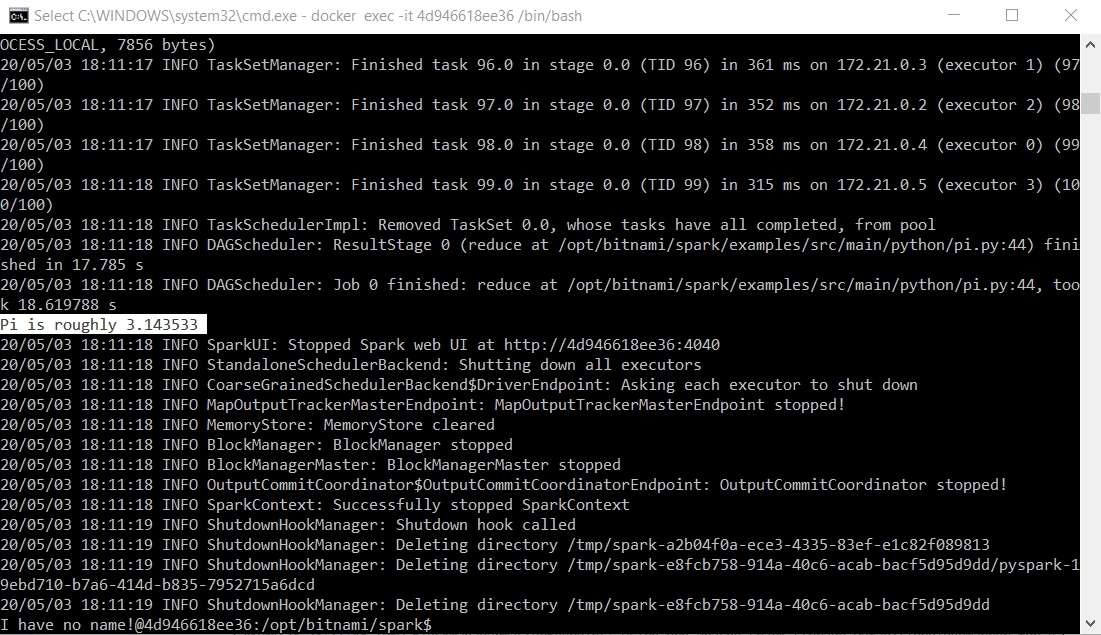 Select C:\WINDOWS\system32\cmd.exe - docker  exec -it 4d946618ee36 /bin/bash
OCESS_LOCAL, 7856 bytes)
20/05/03 18:11:17 INFO TaskSetManager: Finished task 96.0 in stage 0.0 (TID 96) in 361 ms on 172.21.0.3 (executor 1) (97
/100)
20/05/03 18:11:17 INFO TaskSetManager: Finished task 97.0 in stage 0.0 (TID 97) in 352 ms on 172.21.0.2 (executor 2) (98
/100)
20/05/03 18:11:17 INFO TaskSetManager: Finished task 98.0 in stage 0.0 (TID 98) in 358 ms on 172.21.0.4 (executor 0) (99
/100)
20/05/03 18:11:18 INFO TaskSetManager: Finished task 99.0 in stage 0.0 (TID 99) in 315 ms on 172.21.0.5 (executor 3) (10
0/100)
20/05/03 18:11:18 INFO TaskSchedulerImpl: Removed TaskSet 0.0, whose tasks have all completed, from pool
20/05/03 18:11:18 INFO DAGScheduler: ResultStage 0 (reduce at /opt/bitnami/spark/examples/src/main/python/pi.py:44) fini
shed in 17.785 s
20/05/03 18:11:18 INFO DAGScheduler: Job 0 finished: reduce at /opt/bitnami/spark/examples/src/main/python/pi.py:44, too
k 18.619788 s
Pi is roughly 3.143533
20/05/03 18:11:18 INFO SparkUI: Stopped Spark web UI at http://4d946618ee36:4040
20/05/03 18:11:18 INFO StandaloneSchedulerBackend: Shutting down all executors
20/05/03 18:11:18 INFO CoarseGrainedSchedulerBackend$DriverEndpoint: Asking each executor to shut down
20/05/03 18:11:18 INFO MapOutputTrackerMasterEndpoint: MapOutputTrackerMasterEndpoint stopped!
20/05/03 18:11:18 INFO MemoryStore: MemoryStore cleared
20/05/03 18:11:18 INFO BlockManager: BlockManager stopped
20/05/03 18:11:18 INFO BlockManagerMaster: BlockManagerMaster stopped
20/05/03 18:11:18 INFO OutputCommitCoordinator$OutputCommitCoordinatorEndpoint: OutputCommitCoordinator stopped!
20/05/03 18:11:18 INFO SparkContext: Successfully stopped SparkContext
20/05/03 18:11:19 INFO ShutdownHookManager: Shutdown hook called
20/05/03 18:11:19 INFO ShutdownHookManager: Deleting directory /tmp/spark-a2b04f0a-ece3-4335-83ef-e1c82f089813
20/05/03 18:11:19 INFO ShutdownHookManager: Deleting directory /tmp/spark-e8fcb758-914a-40c6-acab-bacf5d95d9dd/pyspark-1
9ebd710-b7a6-414d-b835-7952715a6dcd
20/05/03 18:11:19 INFO ShutdownHookManager: Deleting directory /tmp/spark-e8fcb758-914a-40c6-acab-bacf5d95d9dd
I have no name!@4d946618ee36:/opt/bitnami/spark$